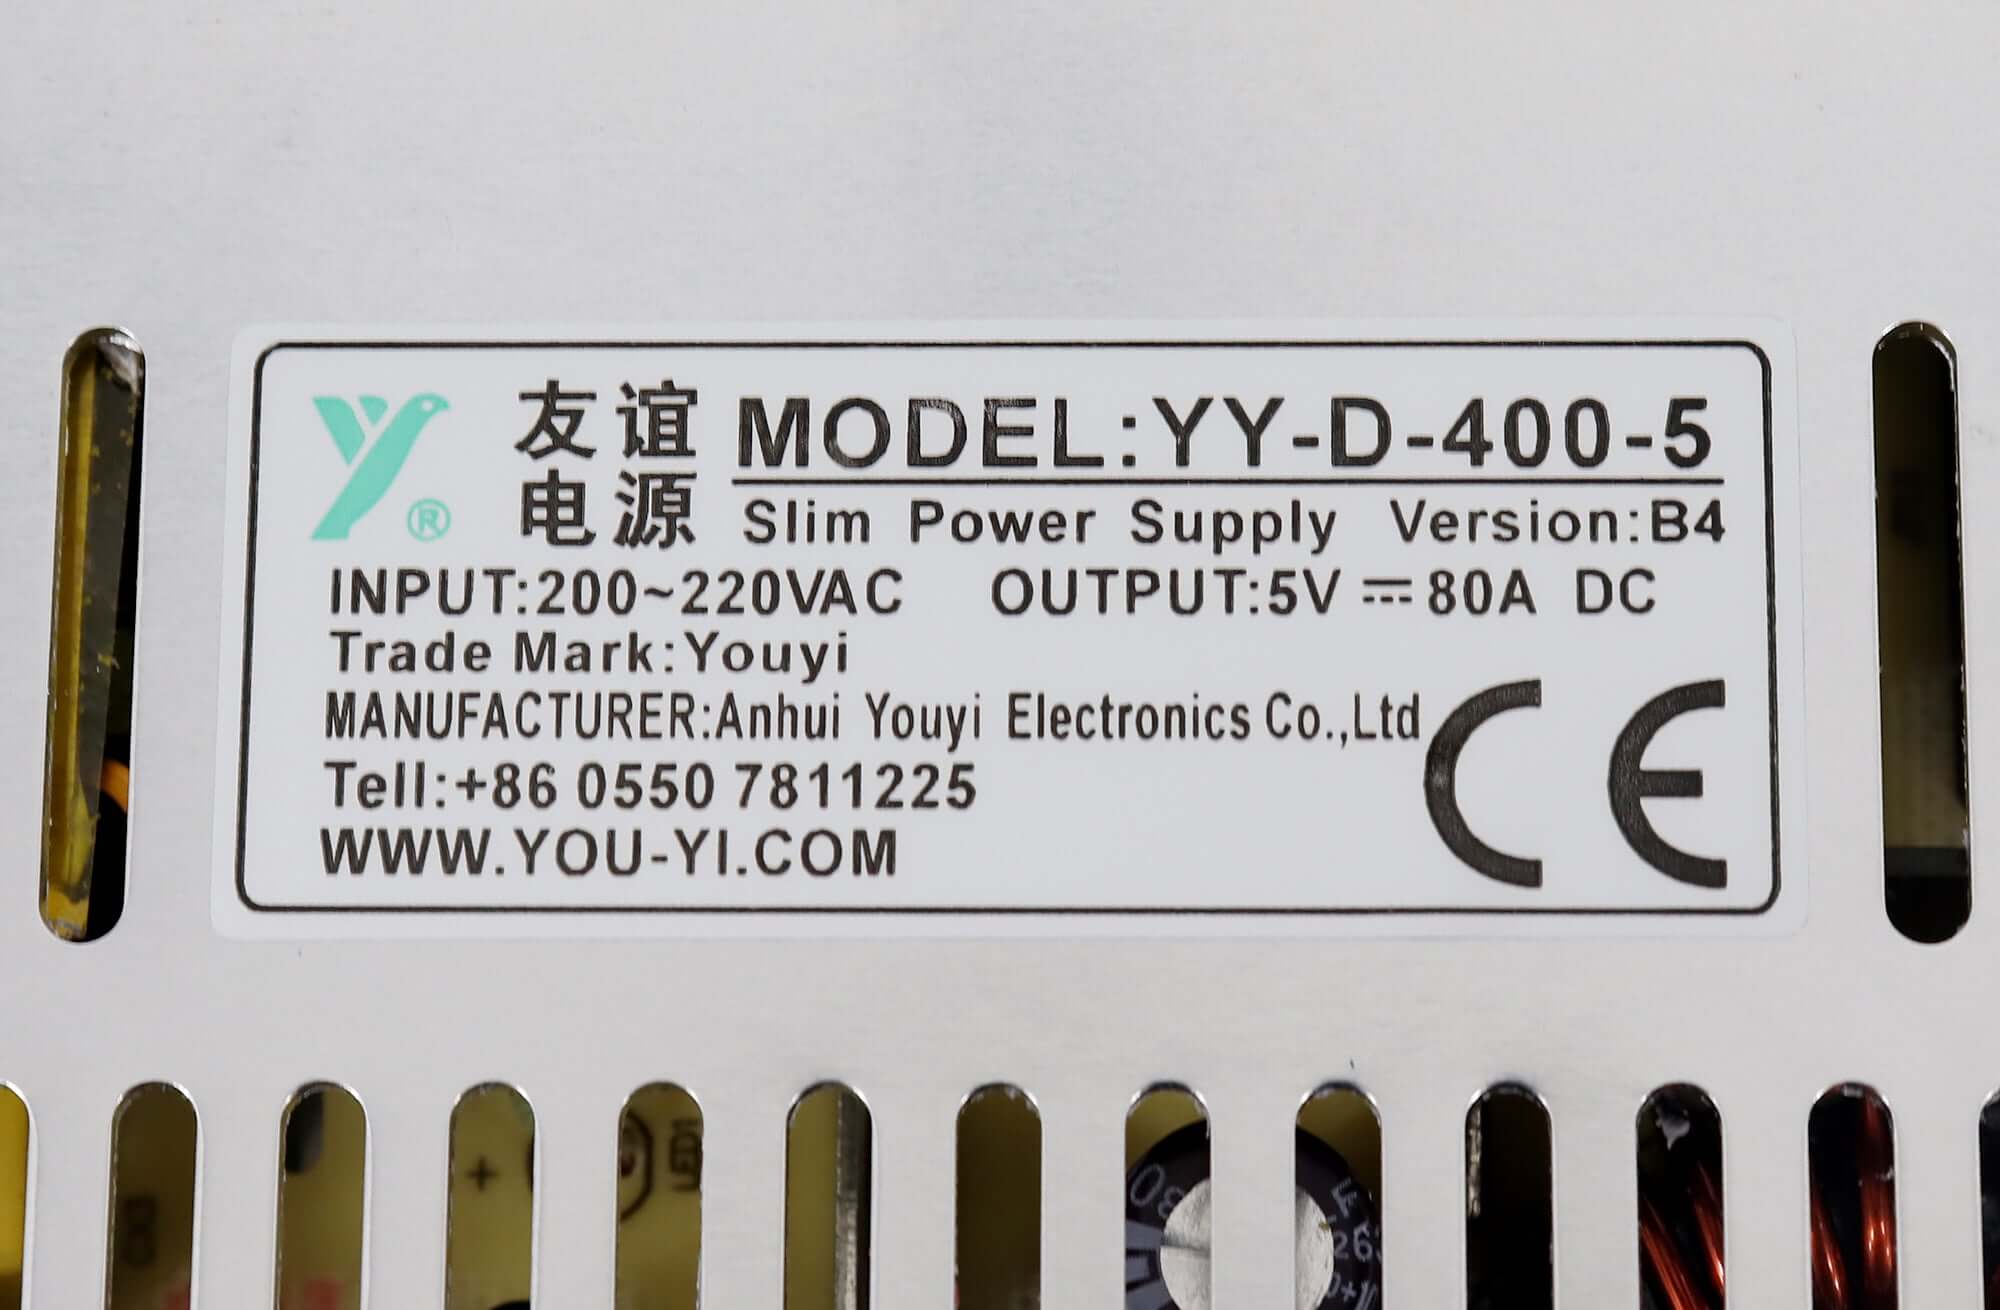 友谊
电源
MODEL:YY-D-400-5
Slim Power Supply Version:B4
INPUT:200~220VAC OUTPUT:5V ⎓ 80A DC
Trade Mark:Youyi
MANUFACTURER:Anhui Youyi Electronics Co.,Ltd
Tell:+86 0550 7811225
WWW.YOU-YI.COM
CE
®
+
LED1